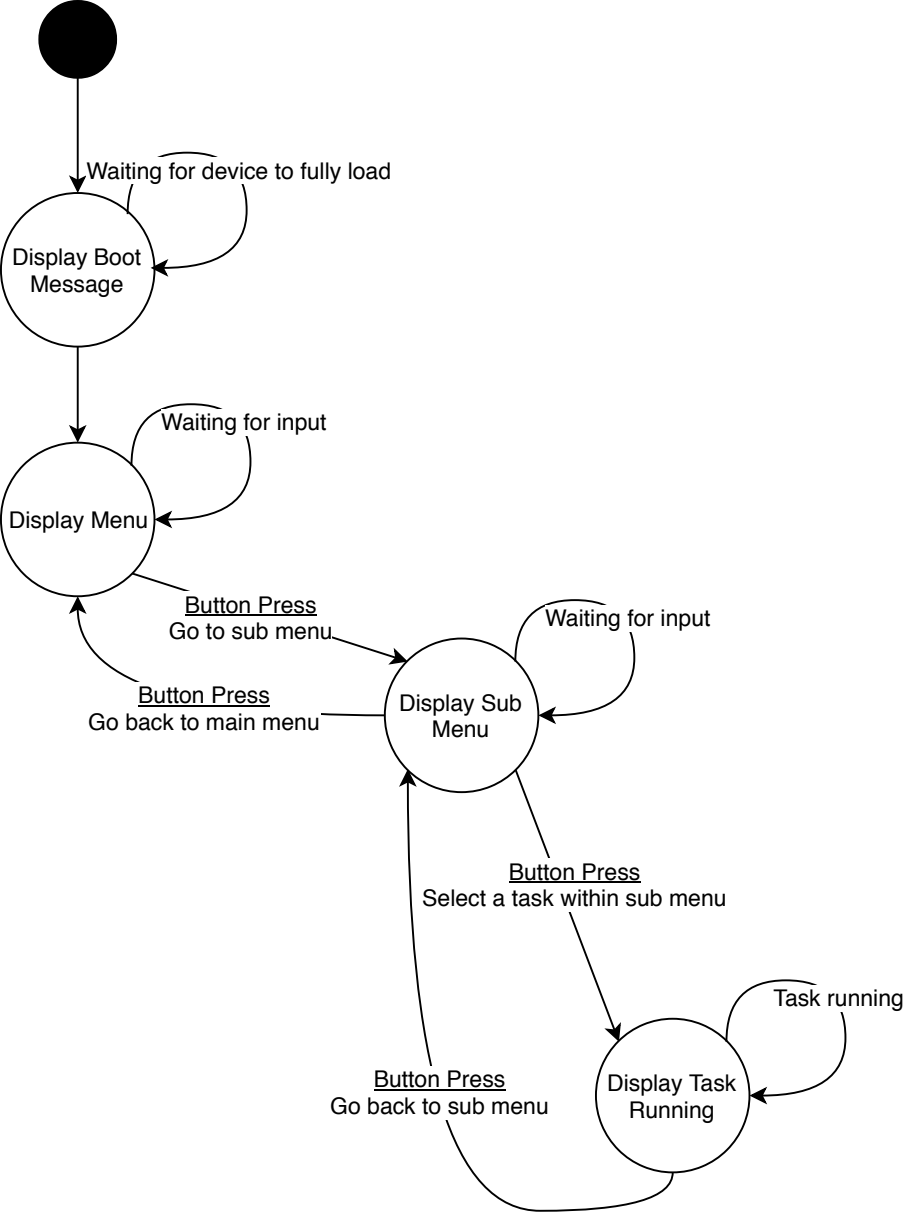 Waiting for device to fully load
Display Boot
Message
Waiting for input
Display Menu
Button Press
Go to sub menu
Waiting for input
Button Press
Go back to main menu
Display Sub
Menu
Button Press
Select a task within sub menu
Task running
Display Task
Running
Button Press
Go back to sub menu